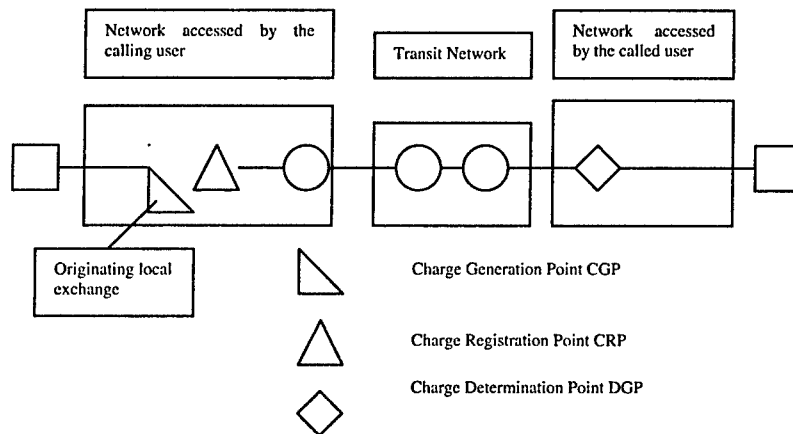 Network accessed by the
calling user
Transit Network
Network accessed
by the called user
Originating local
exchange
Charge Generation Point CGP
Charge Registration Point CRP
Charge Determination Point DGP